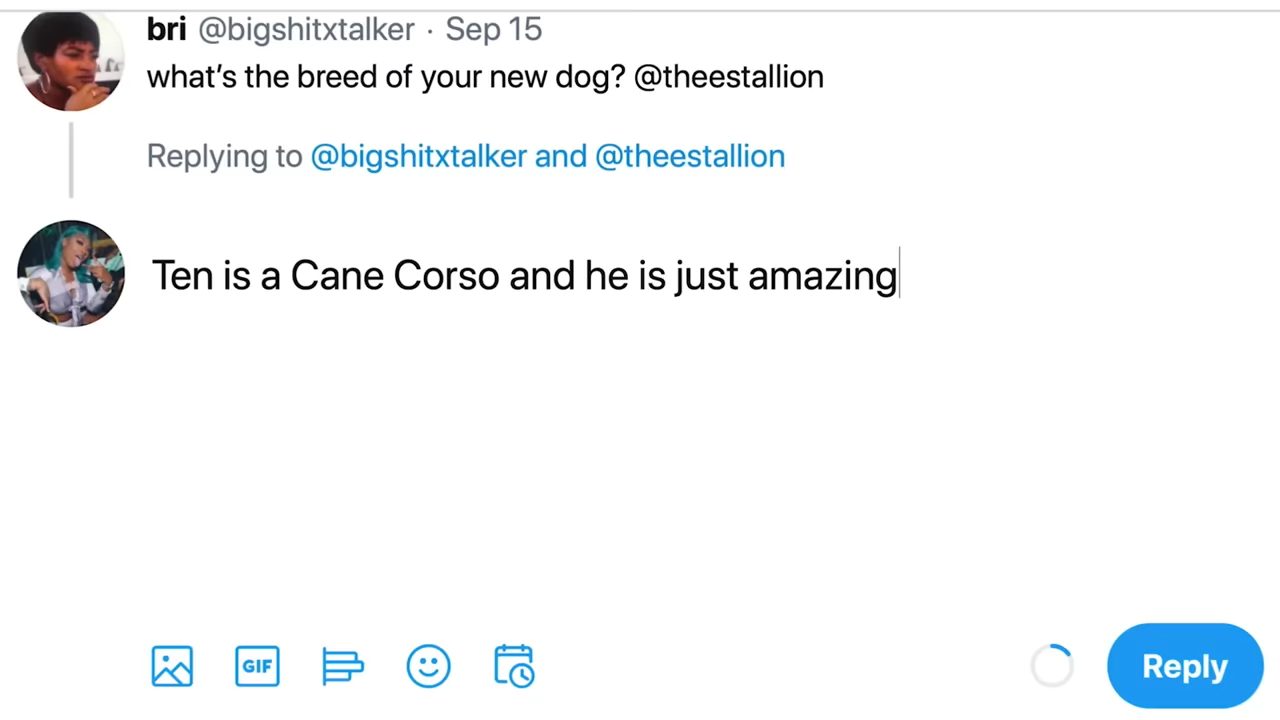 bri @bigshitxtalker · Sep 15
what's the breed of your new dog? @theestallion
Replying to @bigshitxtalker and @theestallion
Ten is a Cane Corso and he is just amazing
GIF
Reply